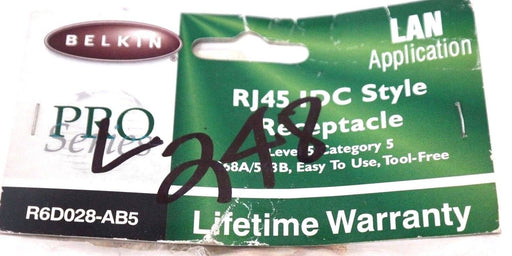 BELKIN
LAN
Application
PRO
Series
RJ45 IDC Style
Receptacle
Level 5, Category 5
568A/568B, Easy To Use, Tool-Free
248
R6D028-AB5
Lifetime Warranty